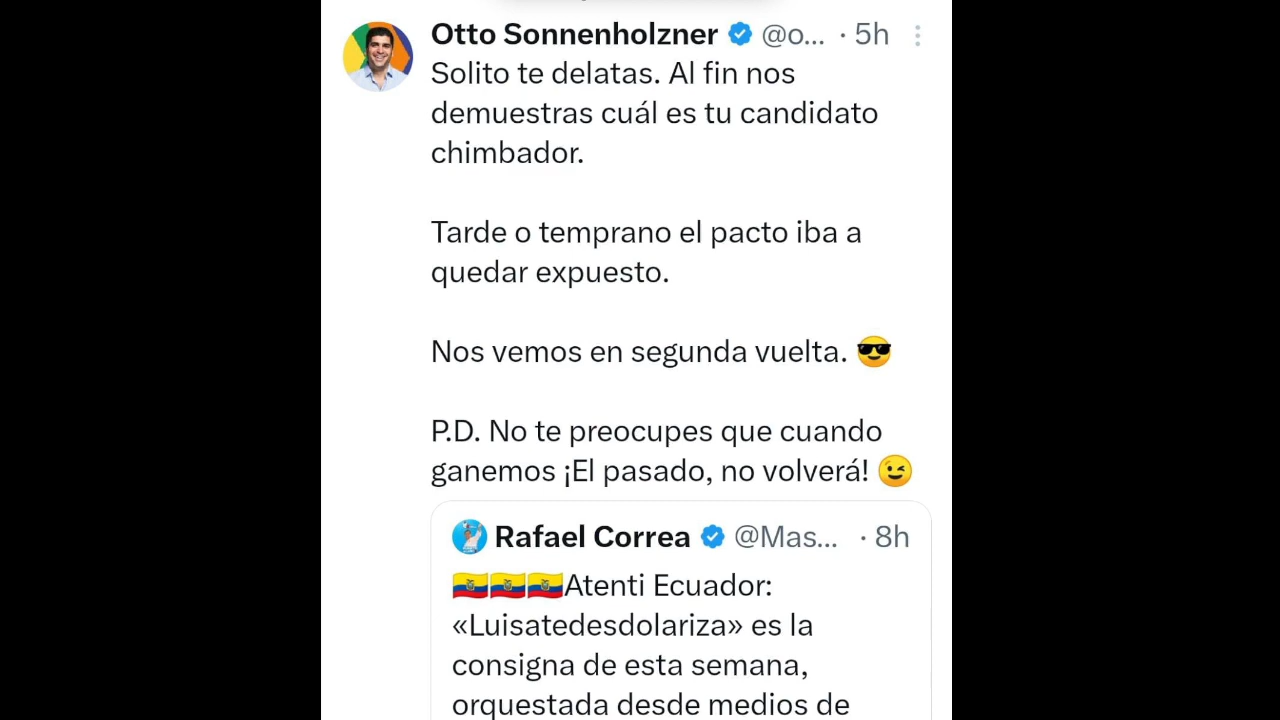 Otto Sonnenholzner @o... · 5h
Solito te delatas. Al fin nos
demuestras cuál es tu candidato
chimbador.
Tarde o temprano el pacto iba a
quedar expuesto.
Nos vemos en segunda vuelta. 😎
P.D. No te preocupes que cuando
ganemos ¡El pasado, no volverá! 😉
Rafael Correa @Mas... · 8h
🇪🇨🇪🇨🇪🇨Atenti Ecuador:
«Luisatedesdolariza» es la
consigna de esta semana,
orquestada desde medios de